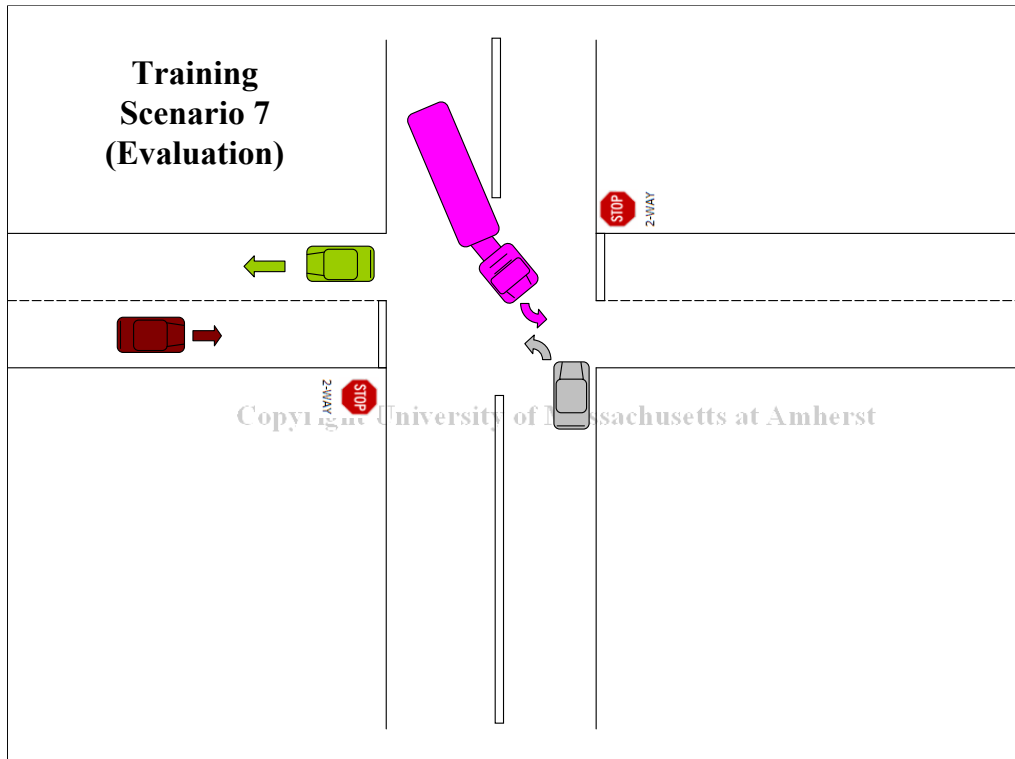 Training
Scenario 7
(Evaluation)
STOP
2-WAY
2-WAY
STOP
Copyright University of Massachusetts at Amherst